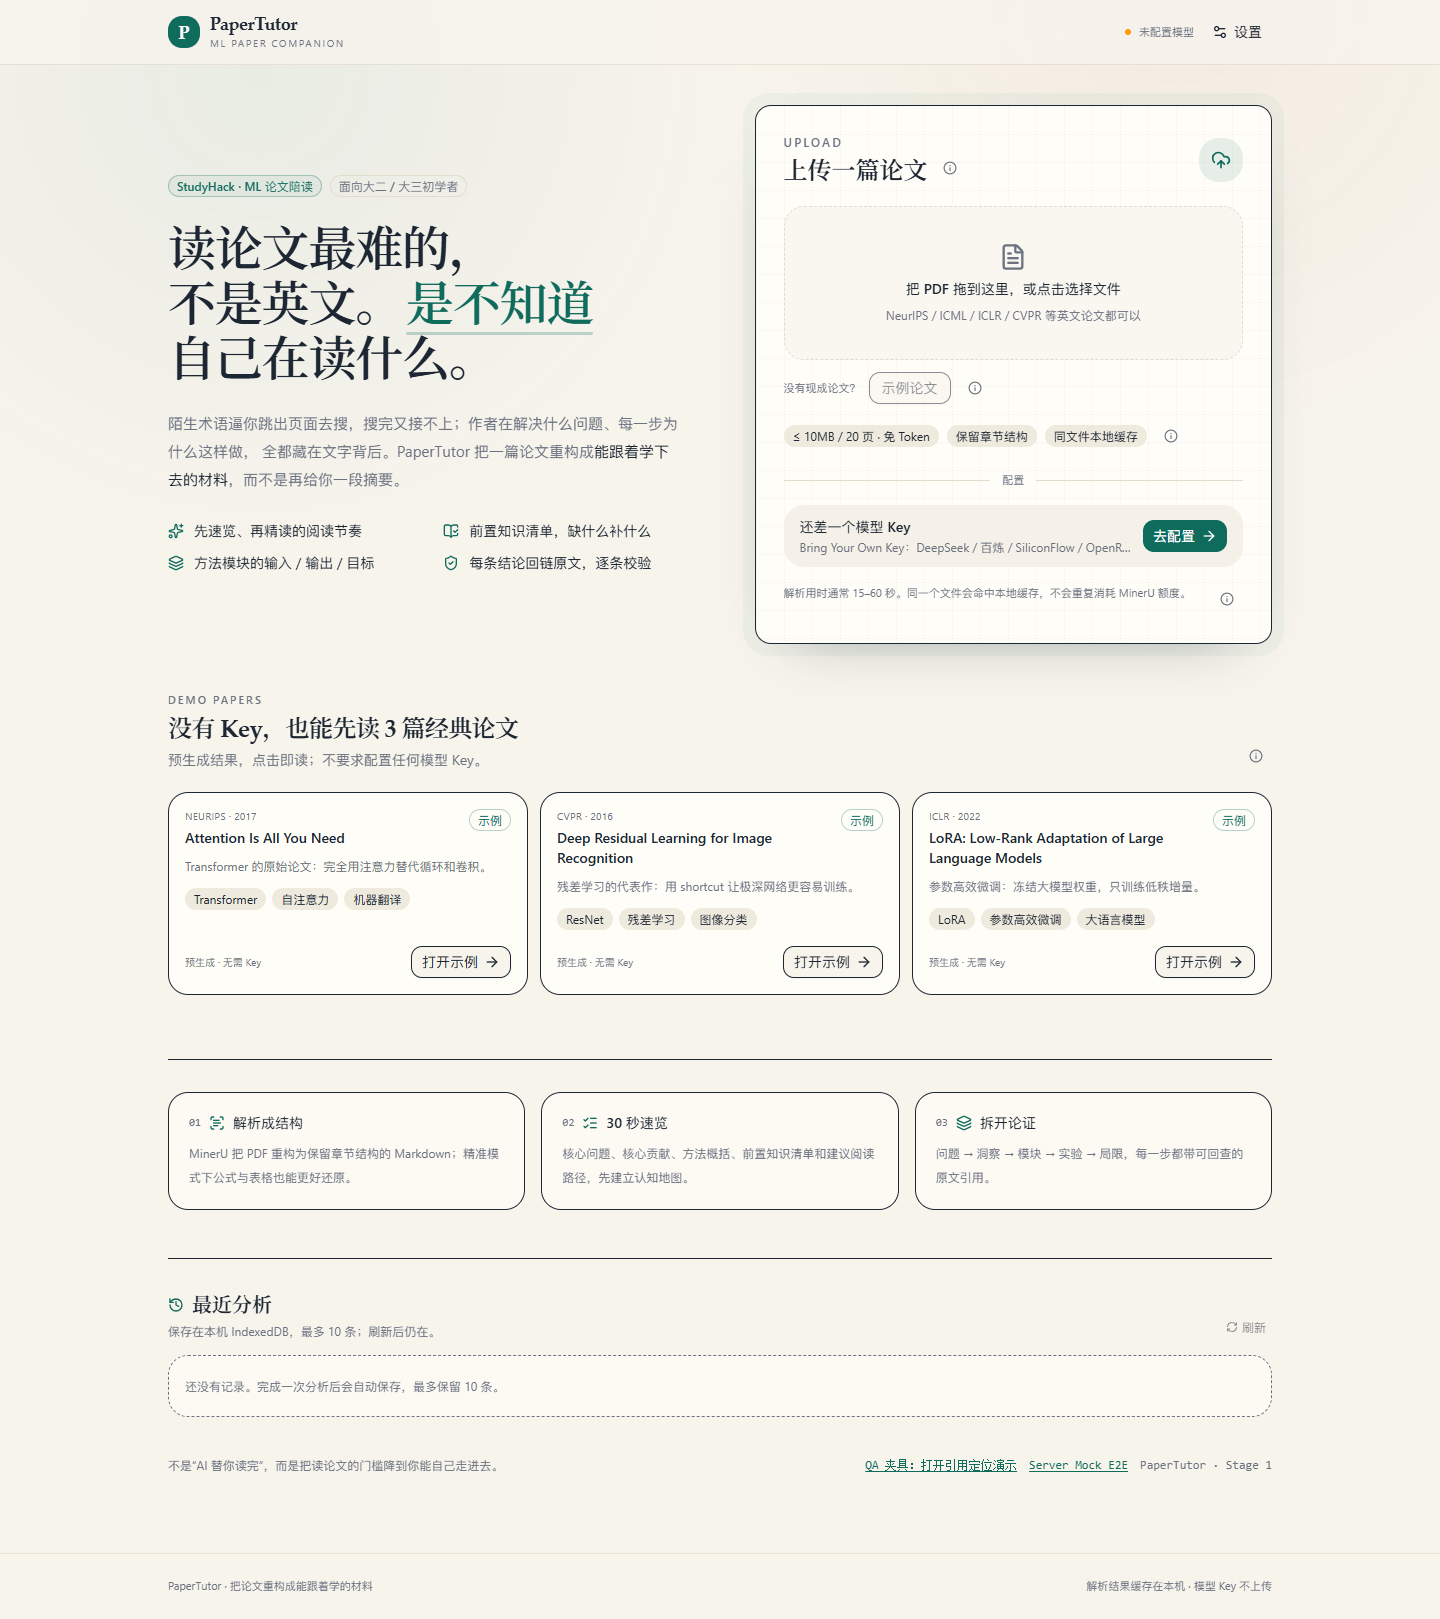 P
PaperTutor
ML PAPER COMPANION
未配置模型
设置
StudyHack · ML 论文陪读
面向大二 / 大三初学者
读论文最难的，
不是英文。是不知道
自己在读什么。
陌生术语逼你跳出页面去搜，搜完又接不上；作者在解决什么问题、每一步为
什么这样做， 全都藏在文字背后。PaperTutor 把一篇论文重构成能跟着学下
去的材料，而不是再给你一段摘要。
先速览、再精读的阅读节奏
前置知识清单，缺什么补什么
方法模块的输入 / 输出 / 目标
每条结论回链原文，逐条校验
UPLOAD
上传一篇论文
把 PDF 拖到这里，或点击选择文件
NeurIPS / ICML / ICLR / CVPR 等英文论文都可以
没有现成论文？
示例论文
≤ 10MB / 20 页 · 免 Token
保留章节结构
同文件本地缓存
配置
还差一个模型 Key
Bring Your Own Key：DeepSeek / 百炼 / SiliconFlow / OpenR...
去配置
解析用时通常 15–60 秒。同一个文件会命中本地缓存，不会重复消耗 MinerU 额度。
DEMO PAPERS
没有 Key，也能先读 3 篇经典论文
预生成结果，点击即读；不要求配置任何模型 Key。
NEURIPS · 2017
示例
Attention Is All You Need
Transformer 的原始论文：完全用注意力替代循环和卷积。
Transformer
自注意力
机器翻译
预生成 · 无需 Key
打开示例
CVPR · 2016
示例
Deep Residual Learning for Image
Recognition
残差学习的代表作：用 shortcut 让极深网络更容易训练。
ResNet
残差学习
图像分类
预生成 · 无需 Key
打开示例
ICLR · 2022
示例
LoRA: Low-Rank Adaptation of Large
Language Models
参数高效微调：冻结大模型权重，只训练低秩增量。
LoRA
参数高效微调
大语言模型
预生成 · 无需 Key
打开示例
01 解析成结构
MinerU 把 PDF 重构为保留章节结构的 Markdown；精准模
式下公式与表格也能更好还原。
02 30 秒速览
核心问题、核心贡献、方法概括、前置知识清单和建议阅读
路径，先建立认知地图。
03 拆开论证
问题 → 洞察 → 模块 → 实验 → 局限，每一步都带可回查的
原文引用。
最近分析
保存在本机 IndexedDB，最多 10 条；刷新后仍在。
刷新
还没有记录。完成一次分析后会自动保存，最多保留 10 条。
不是“AI 替你读完”，而是把读论文的门槛降到你能自己走进去。
QA 夹具：打开引用定位演示
Server Mock E2E
PaperTutor · Stage 1
PaperTutor · 把论文重构成能跟着学的材料
解析结果缓存在本机 · 模型 Key 不上传